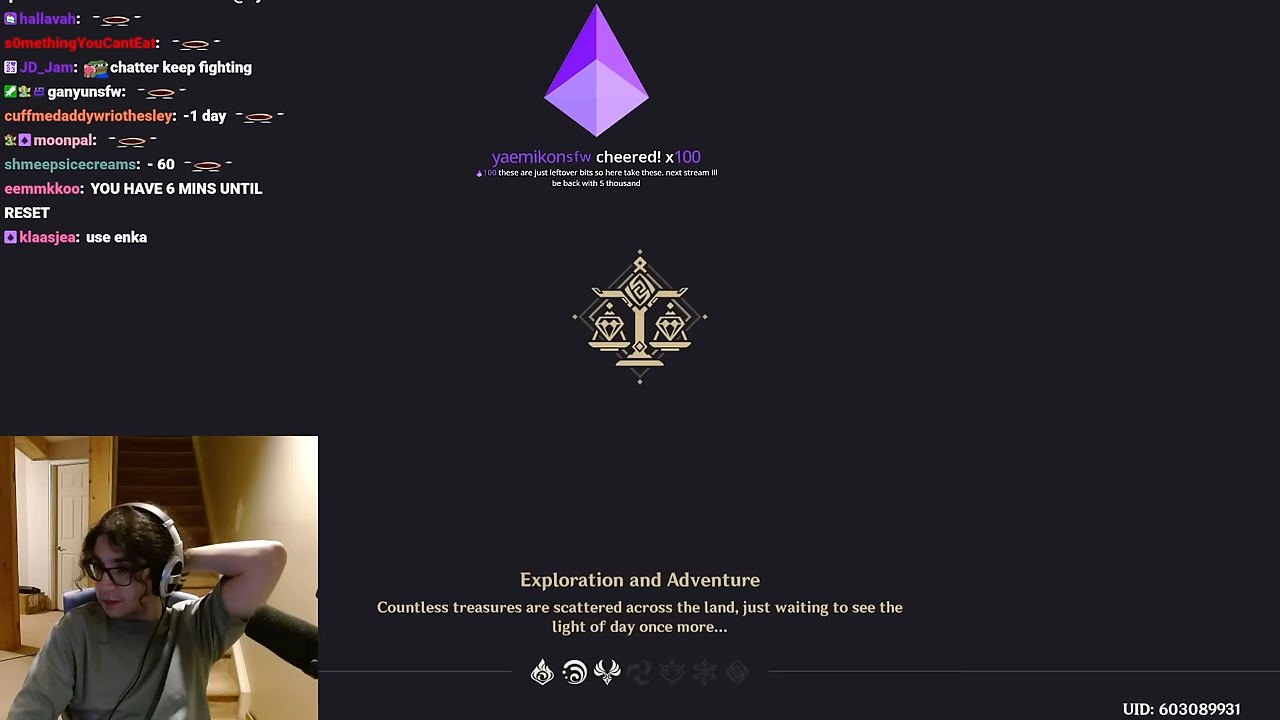 hallavah:
s0methingYouCantEat:
JD_Jam: chatter keep fighting
ganyunsfw:
cuffmedaddywriothesley: -1 day
moonpal:
shmeepsicecreams: - 60
eemmkkoo: YOU HAVE 6 MINS UNTIL
RESET
klaasjea: use enka
yaemikonsfw cheered! x100
100 these are just leftover bits so here take these. next stream ill
be back with 5 thousand
Exploration and Adventure
Countless treasures are scattered across the land, just waiting to see the
light of day once more...
UID: 603089931